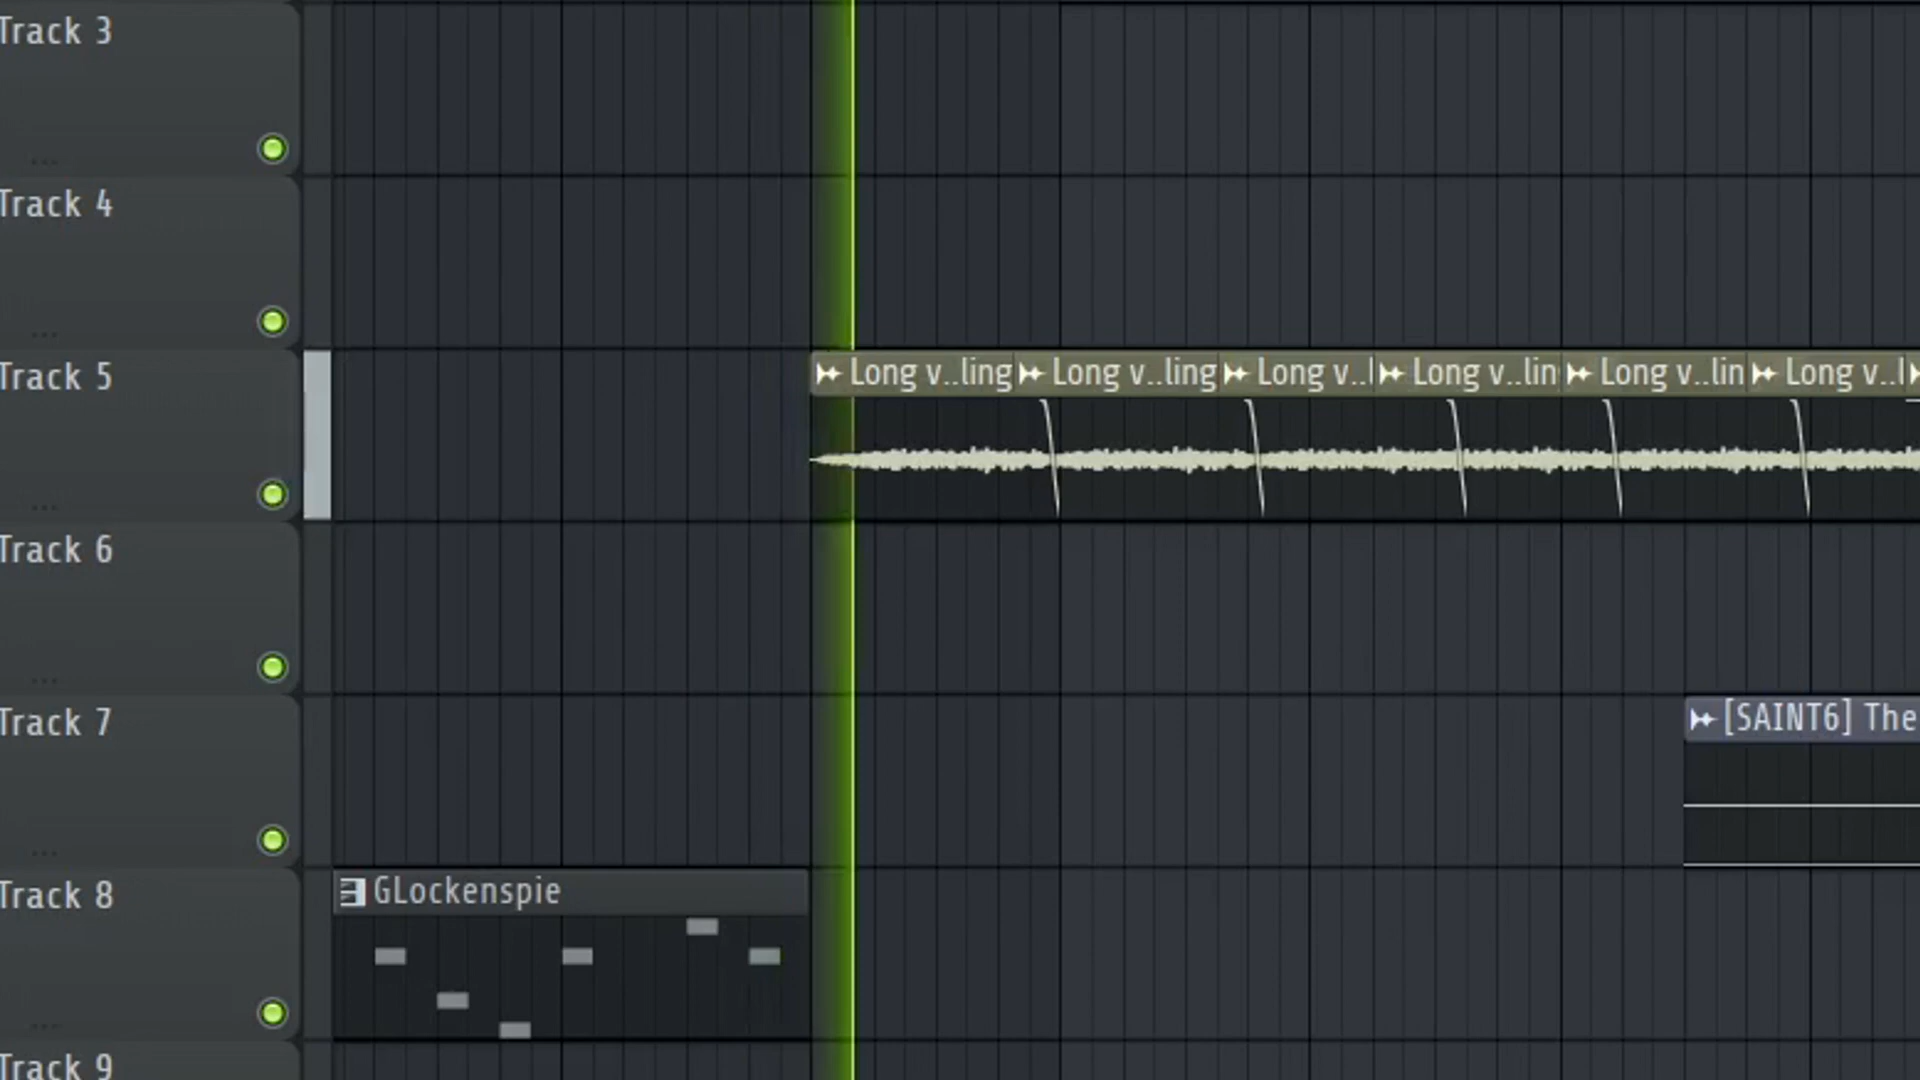 Track 3
...
Track 4
...
Track 5
Long v..ling Long v..ling Long v..l Long v..lin Long v..lin Long v..l
...
Track 6
...
Track 7
[SAINT6] The
...
Track 8
GLockenspie
...
Track 9